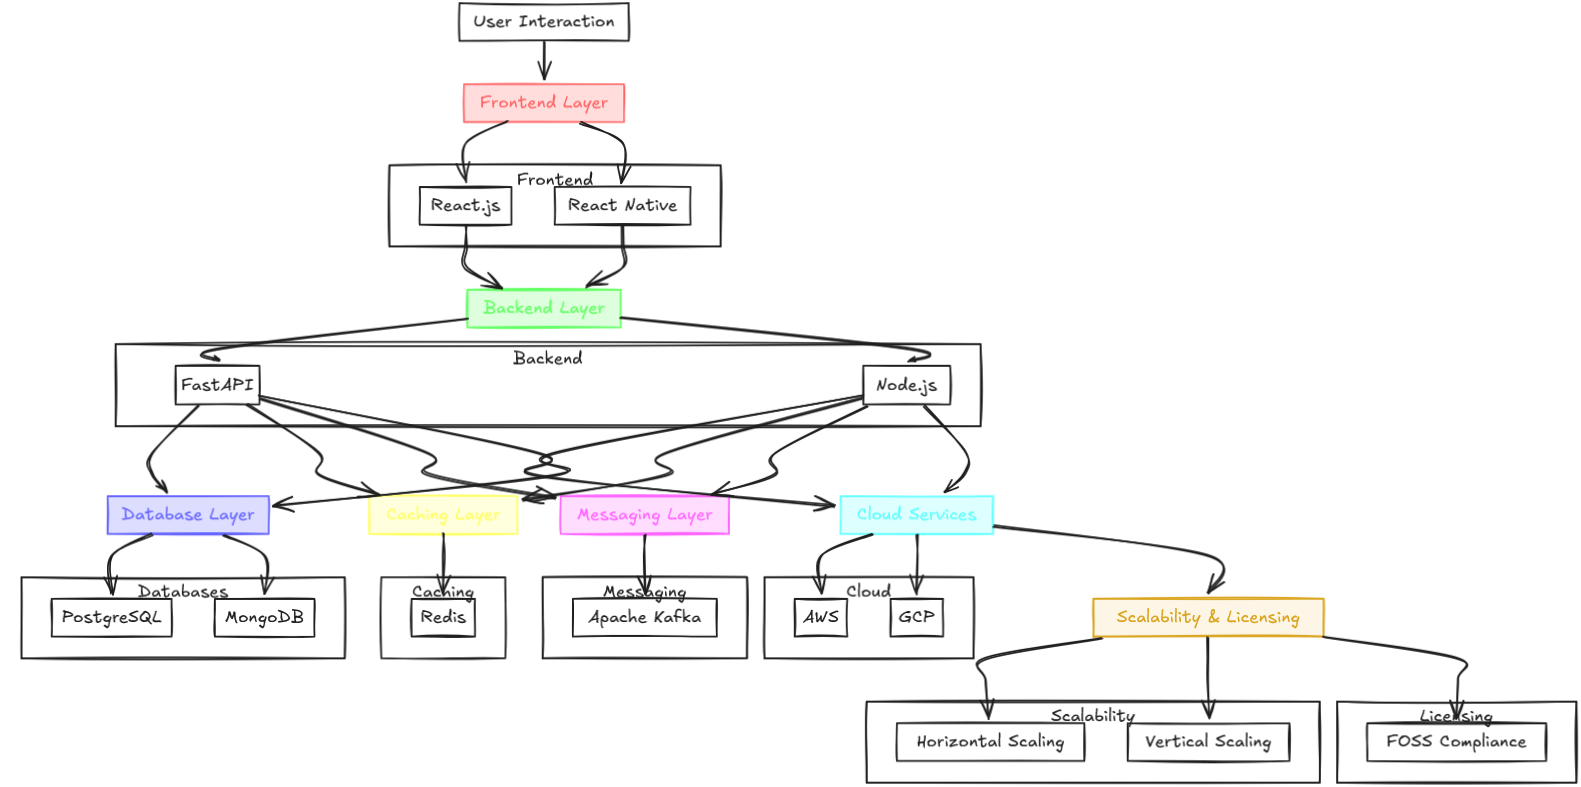 User Interaction
Frontend Layer
Frontend
React.js
React Native
Backend Layer
Backend
FastAPI
Node.js
Database Layer
Caching Layer
Messaging Layer
Cloud Services
Databases
PostgreSQL
MongoDB
Caching
Redis
Messaging
Apache Kafka
Cloud
AWS
GCP
Scalability & Licensing
Scalability
Horizontal Scaling
Vertical Scaling
Licensing
FOSS Compliance